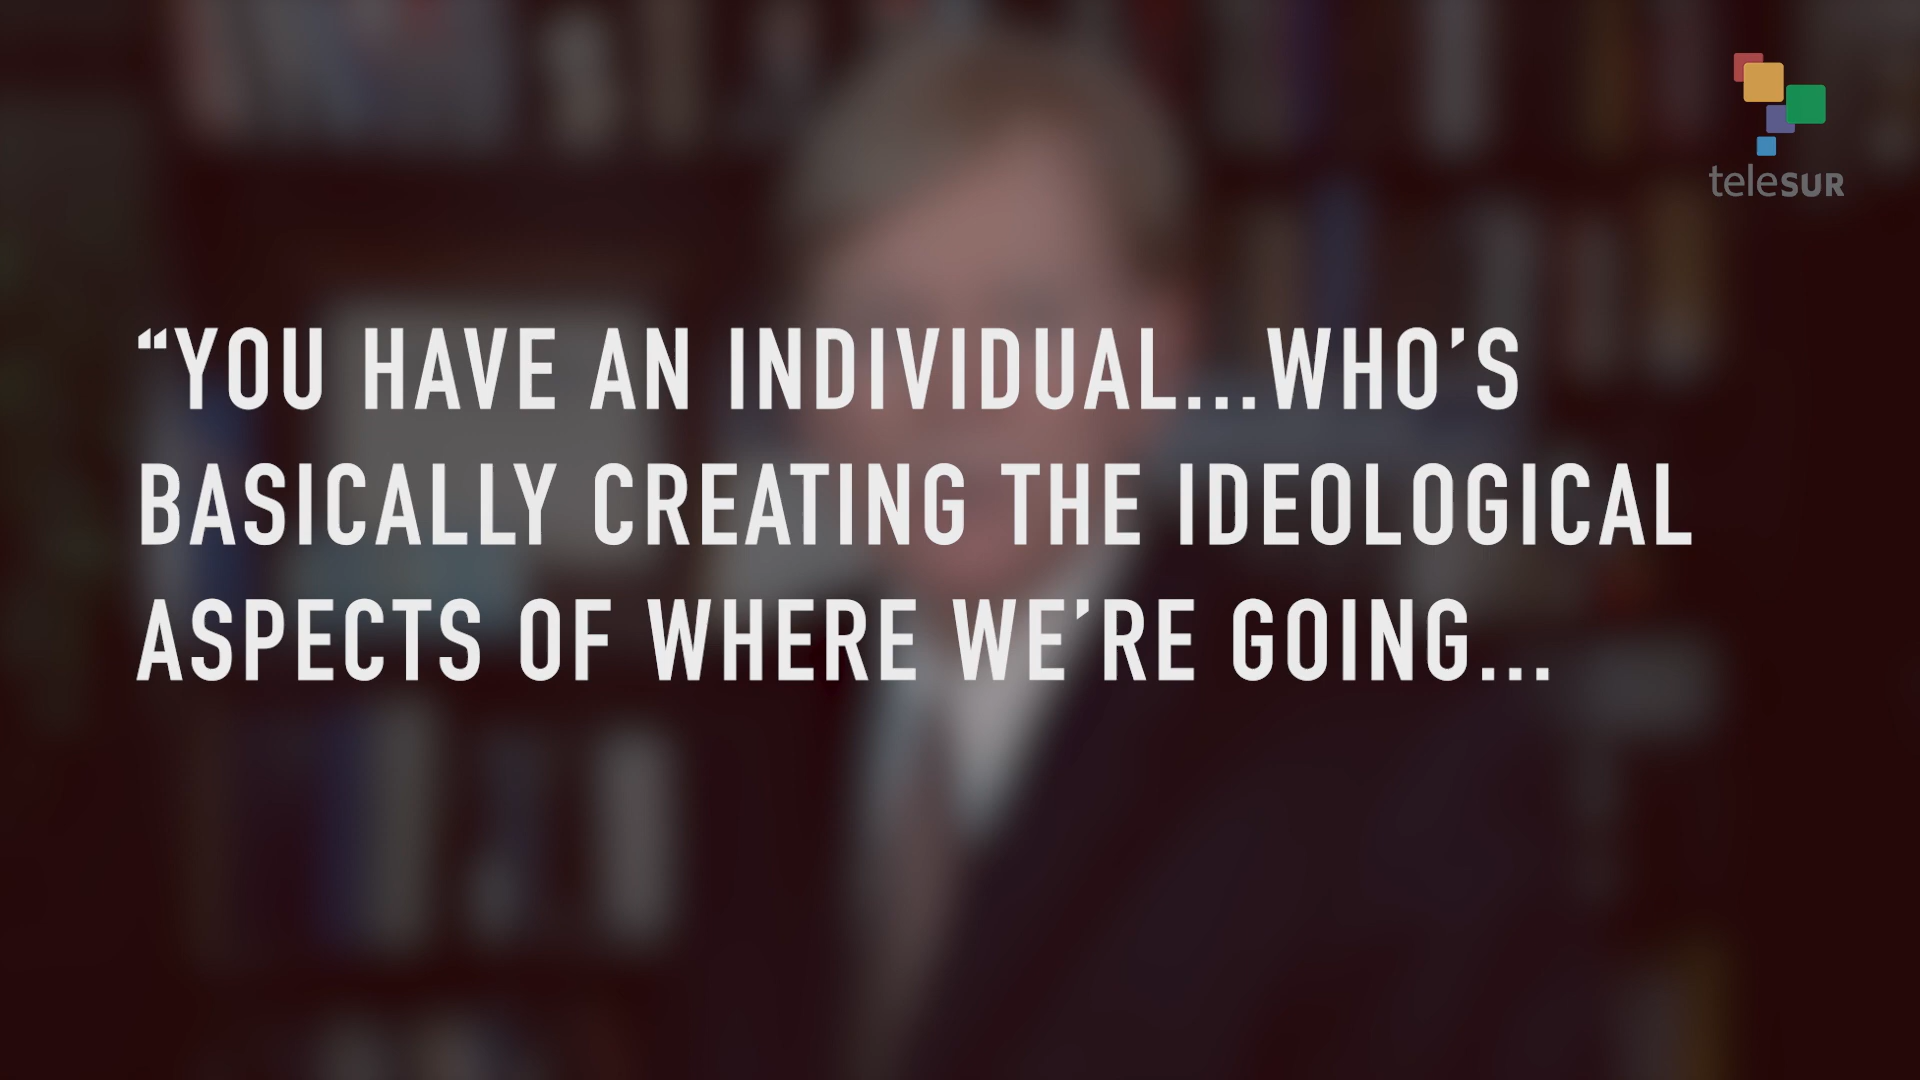 teleSUR
“YOU HAVE AN INDIVIDUAL...WHO’S
BASICALLY CREATING THE IDEOLOGICAL
ASPECTS OF WHERE WE’RE GOING...